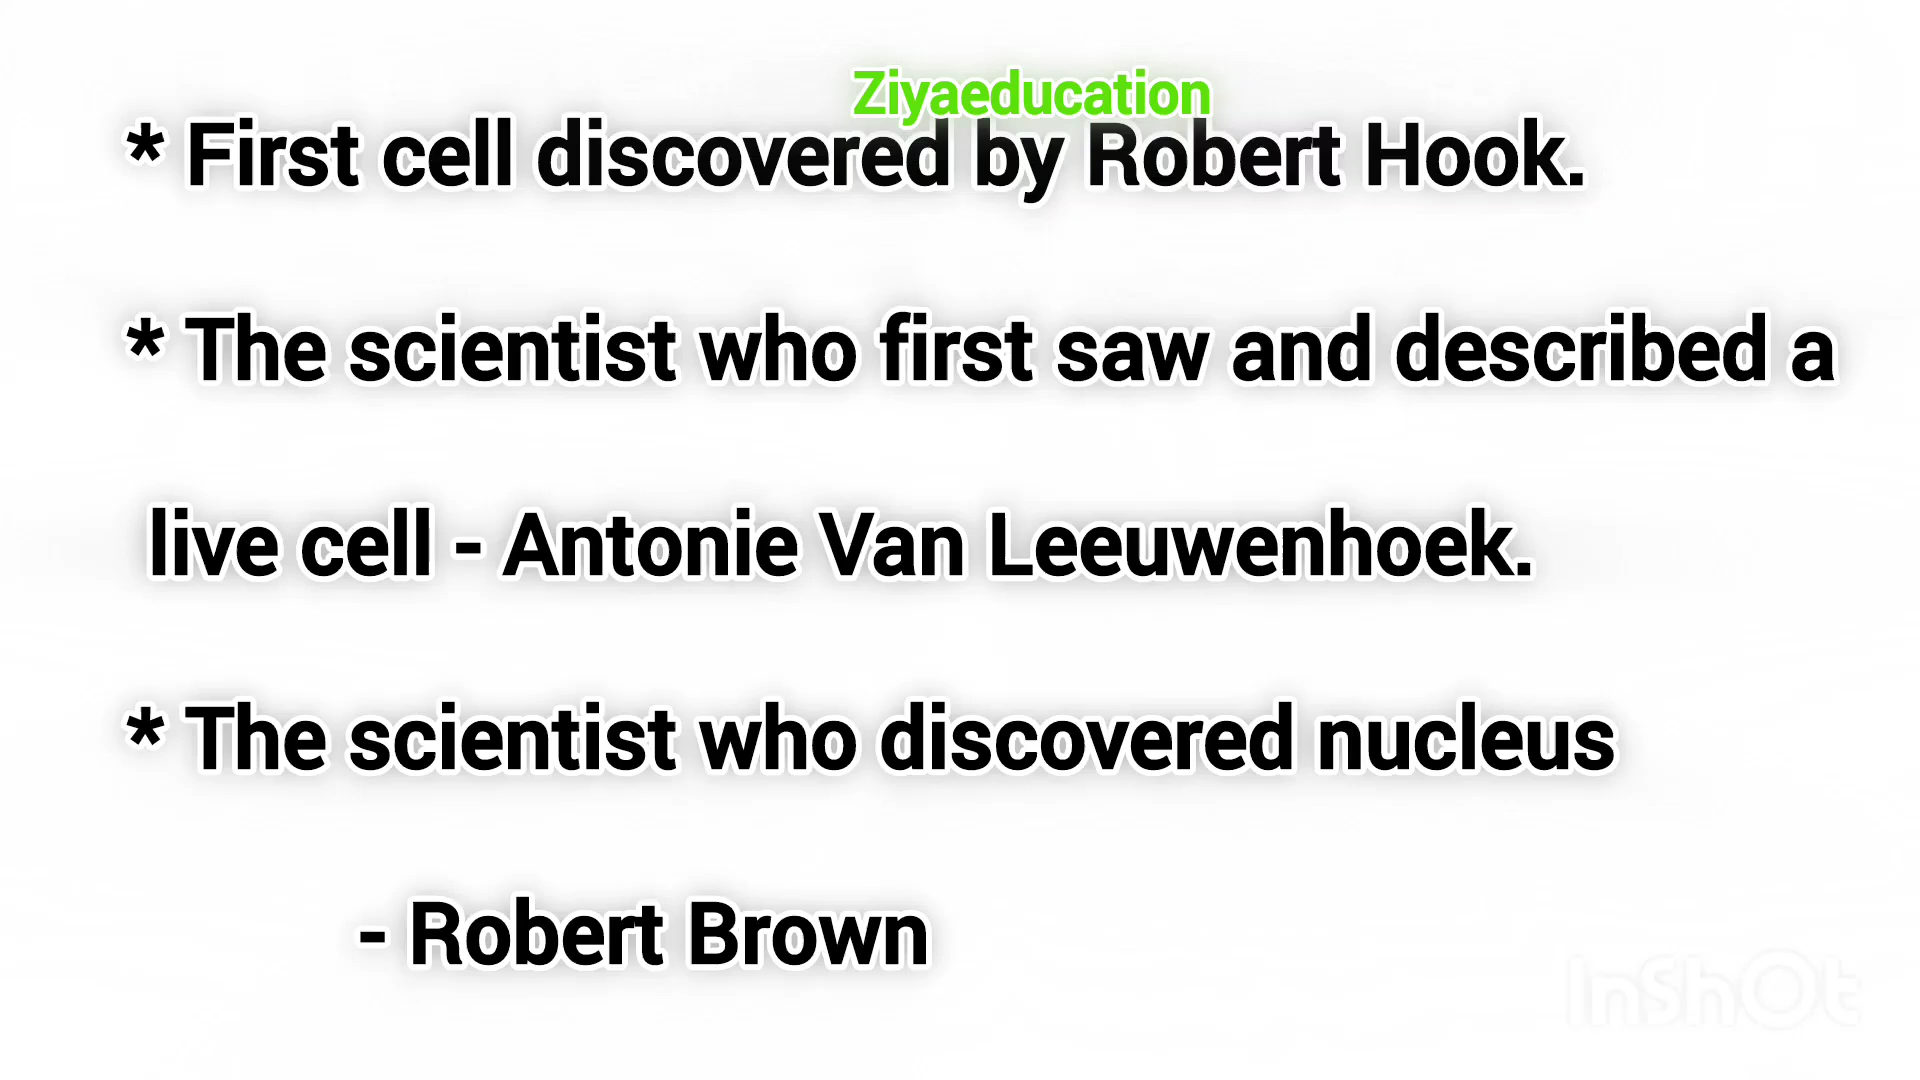 Ziyaeducation
* First cell discovered by Robert Hook.
* The scientist who first saw and described a
live cell - Antonie Van Leeuwenhoek.
* The scientist who discovered nucleus
- Robert Brown
InShOt